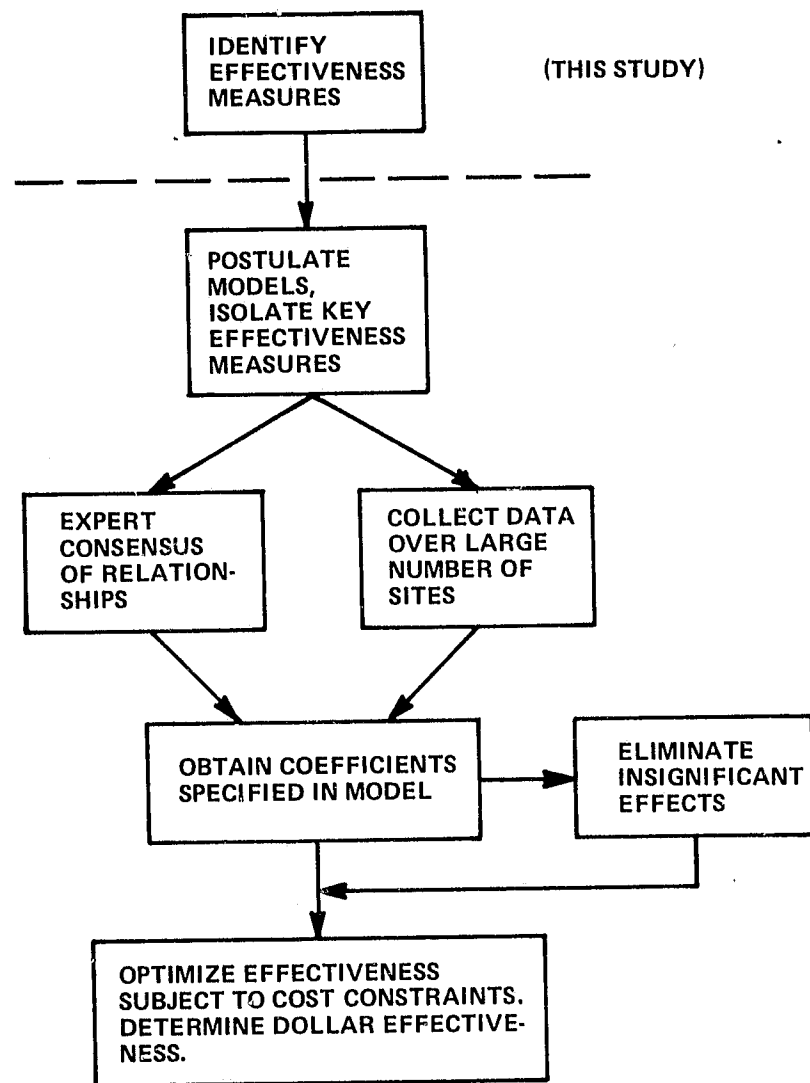 IDENTIFY
EFFECTIVENESS
MEASURES
(THIS STUDY)
POSTULATE
MODELS,
ISOLATE KEY
EFFECTIVENESS
MEASURES
EXPERT
CONSENSUS
OF RELATION-
SHIPS
COLLECT DATA
OVER LARGE
NUMBER OF
SITES
OBTAIN COEFFICIENTS
SPECIFIED IN MODEL
ELIMINATE
INSIGNIFICANT
EFFECTS
OPTIMIZE EFFECTIVENESS
SUBJECT TO COST CONSTRAINTS.
DETERMINE DOLLAR EFFECTIVE-
NESS.